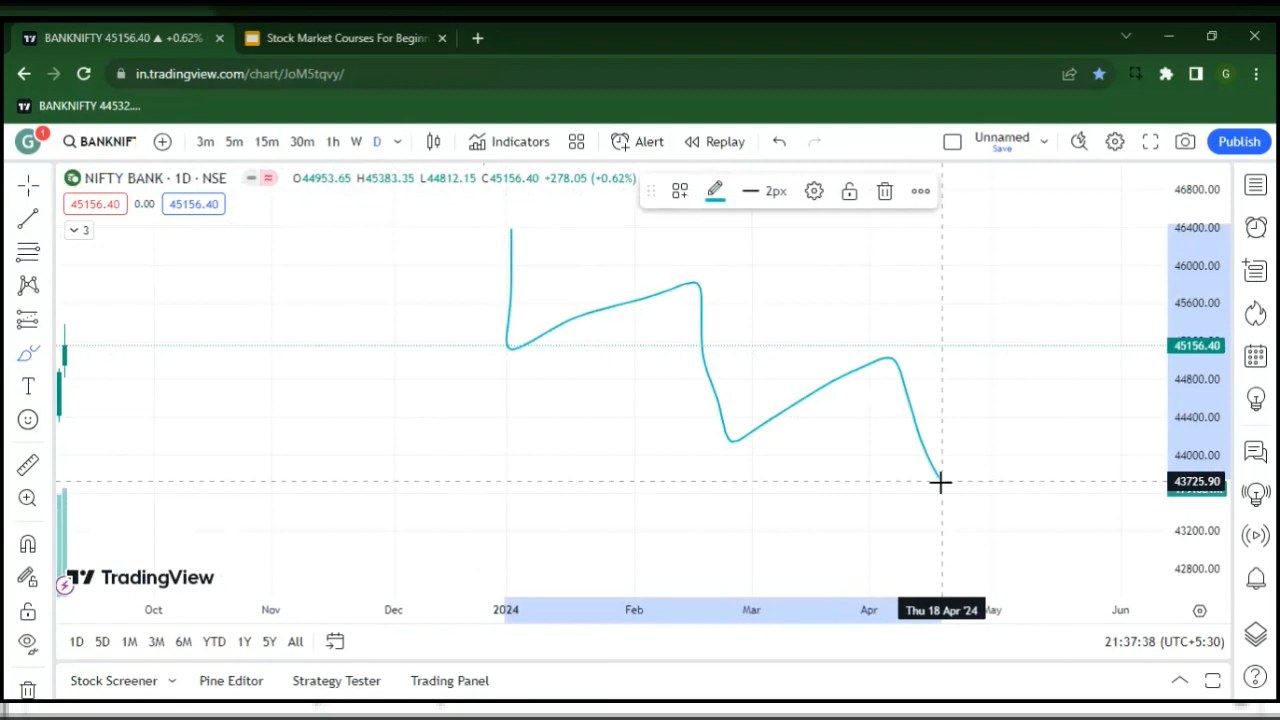 BANKNIFTY 45156.40 ▲ +0.62%
Stock Market Courses For Beginn
in.tradingview.com/chart/JoM5tqvy/
G
BANKNIFTY 44532....
G 1 BANKNIF 3m 5m 15m 30m 1h W D Indicators Alert Replay Unnamed Save Publish
NIFTY BANK · 1D · NSE O44953.65 H45383.35 L44812.15 C45156.40 +278.05 (+0.62%)
2px
45156.40 0.00 45156.40
3
46800.00
46400.00
46000.00
45600.00
45156.40
44800.00
44400.00
44000.00
43725.90
43200.00
42800.00
TradingView
Oct Nov Dec 2024 Feb Mar Apr Thu 18 Apr '24 May Jun
1D 5D 1M 3M 6M YTD 1Y 5Y All 21:37:38 (UTC+5:30)
Stock Screener Pine Editor Strategy Tester Trading Panel